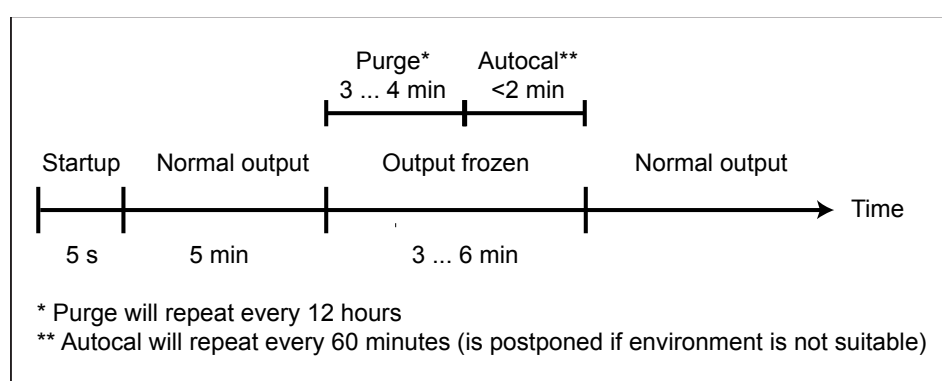 Purge* Autocal**
3 ... 4 min <2 min
Startup Normal output Output frozen Normal output
Time
5 s 5 min 3 ... 6 min
* Purge will repeat every 12 hours
** Autocal will repeat every 60 minutes (is postponed if environment is not suitable)